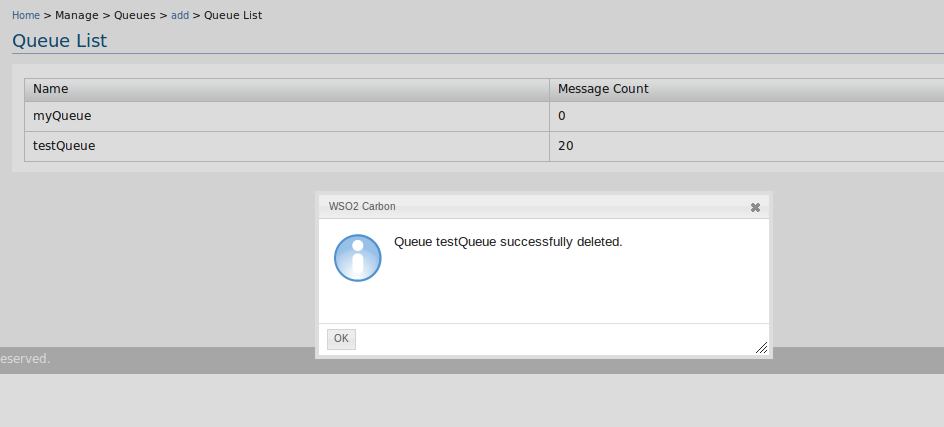 Home > Manage > Queues > add > Queue List
Queue List
Name Message Count
myQueue 0
testQueue 20
WSO2 Carbon
Queue testQueue successfully deleted.
OK
eserved.